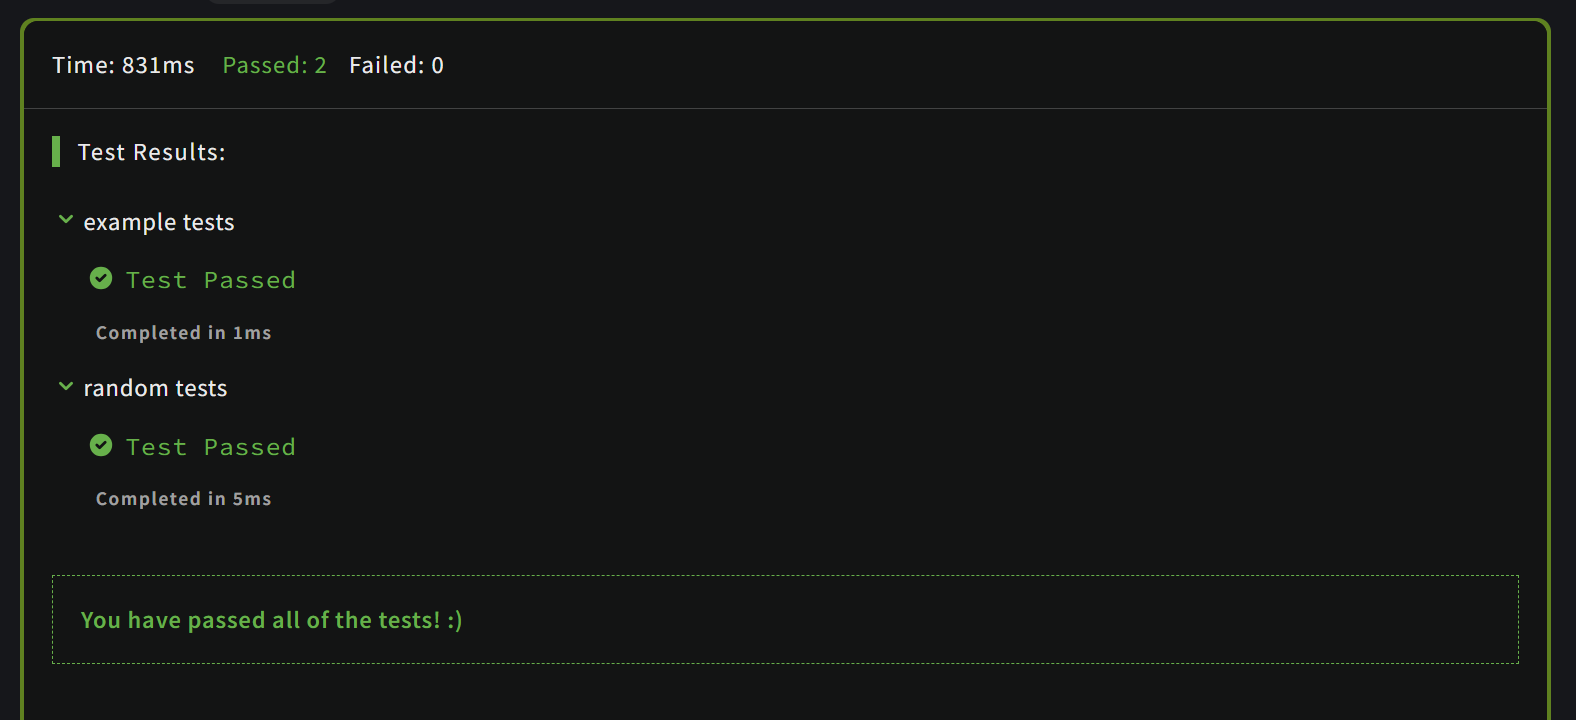 Time: 831ms Passed: 2 Failed: 0
Test Results:
example tests
Test Passed
Completed in 1ms
random tests
Test Passed
Completed in 5ms
You have passed all of the tests! :)